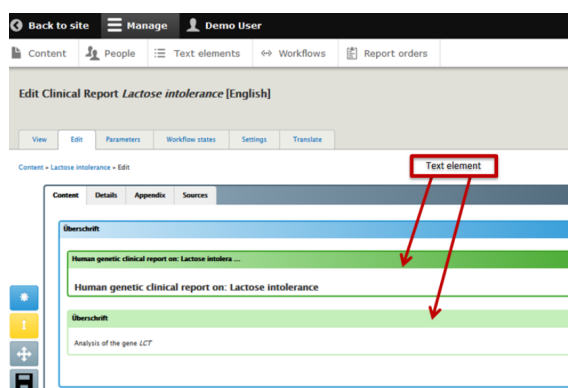 Back to site Manage Demo User
Content People Text elements Workflows Report orders
Edit Clinical Report Lactose intolerance [English]
View Edit Parameters Workflow states Settings Translate
Content » Lactose intolerance » Edit
Text element
Content Details Appendix Sources
Überschrift
Human genetic clinical report on: Lactose intolera ...
Human genetic clinical report on: Lactose intolerance
Überschrift
Analysis of the gene LCT